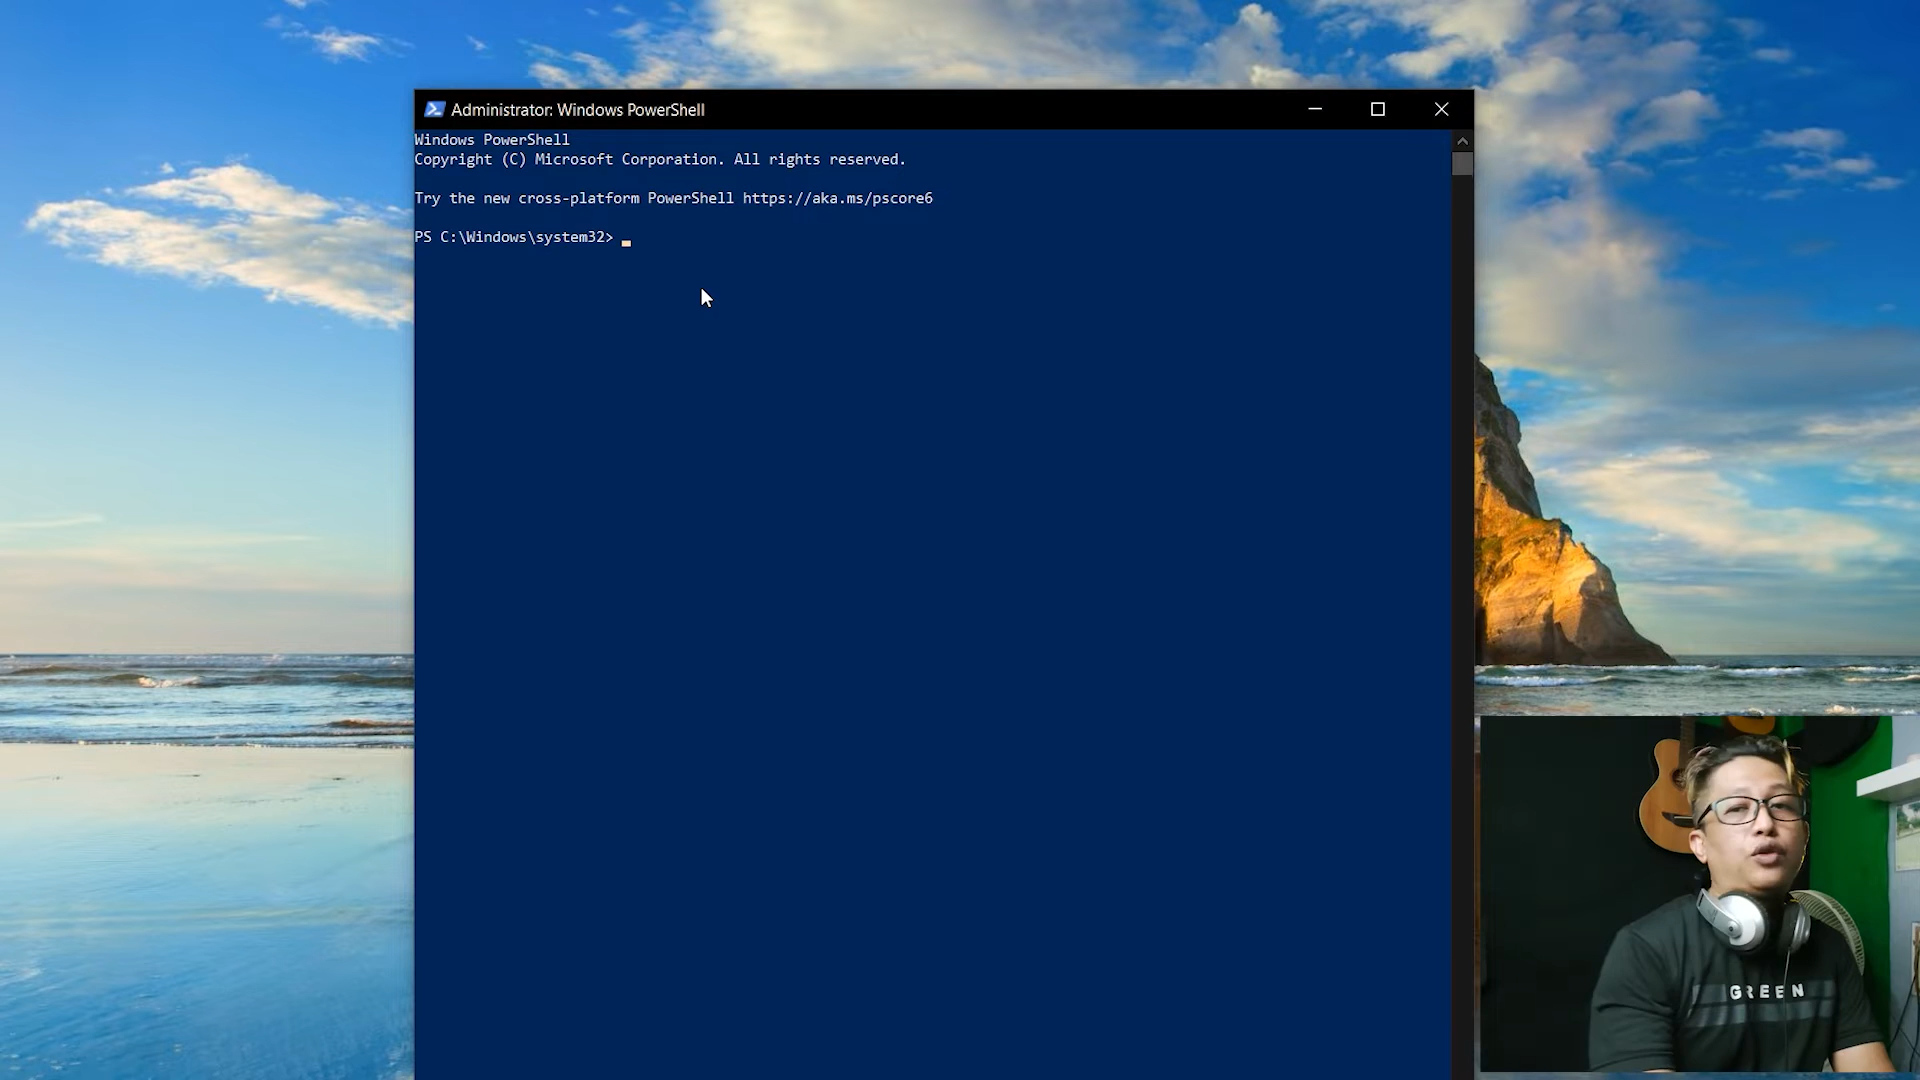 Administrator: Windows PowerShell
Windows PowerShell
Copyright (C) Microsoft Corporation. All rights reserved.
Try the new cross-platform PowerShell https://aka.ms/pscore6
PS C:\Windows\system32>
GREEN